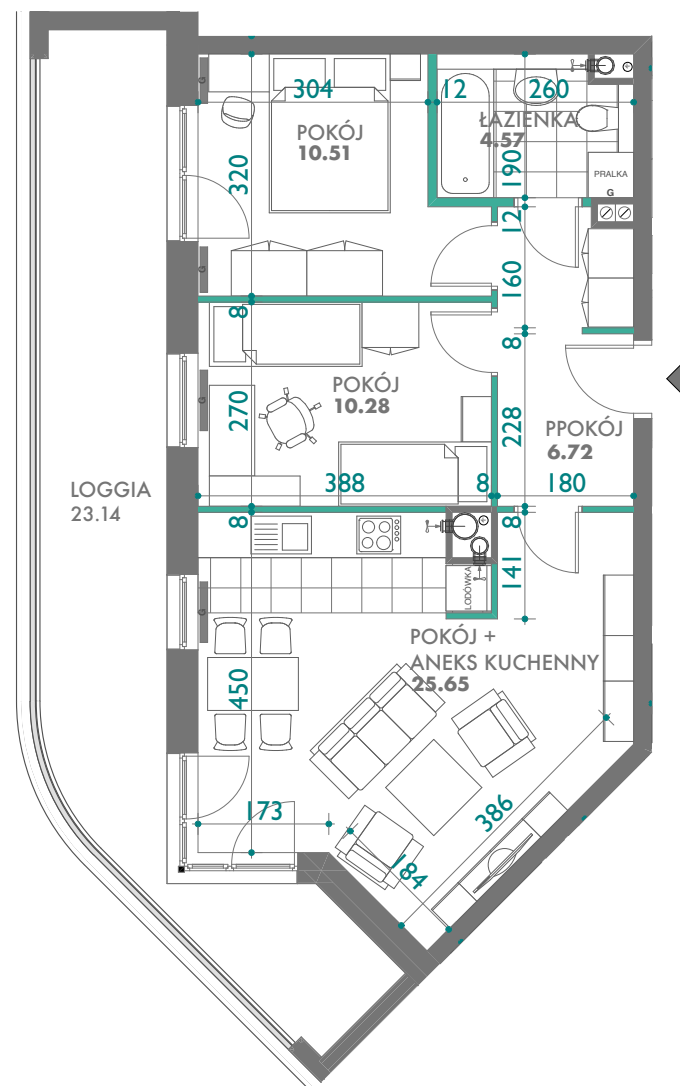 304
12
260
POKÓJ
10.51
ŁAZIENKA
4.57
320
190
PRALKA
G
G
12
160
G
8
8
POKÓJ
10.28
270
G
228
PPOKÓJ
6.72
388
8
180
LOGGIA
23.14
8
8
141
LODÓWKA
G
POKÓJ +
ANEKS KUCHENNY
25.65
450
173
386
184